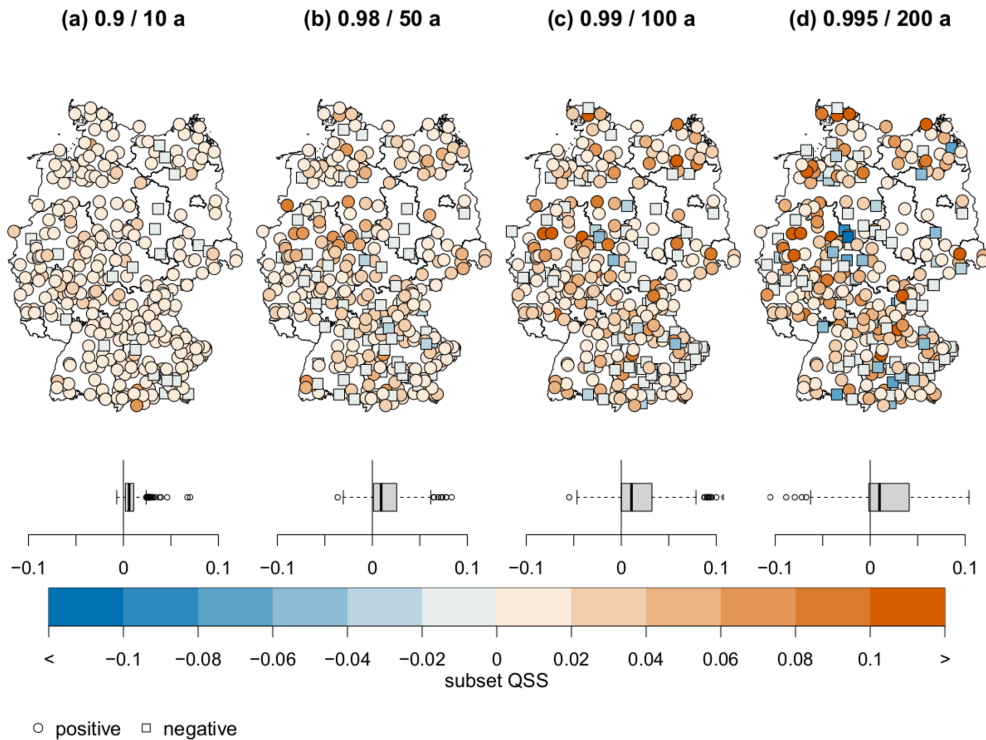 (a) 0.9 / 10 a (b) 0.98 / 50 a (c) 0.99 / 100 a (d) 0.995 / 200 a
−0.1 0 0.1 −0.1 0 0.1 −0.1 0 0.1 −0.1 0 0.1
< −0.1 −0.08 −0.06 −0.04 −0.02 0 0.02 0.04 0.06 0.08 0.1 >
subset QSS
positive negative